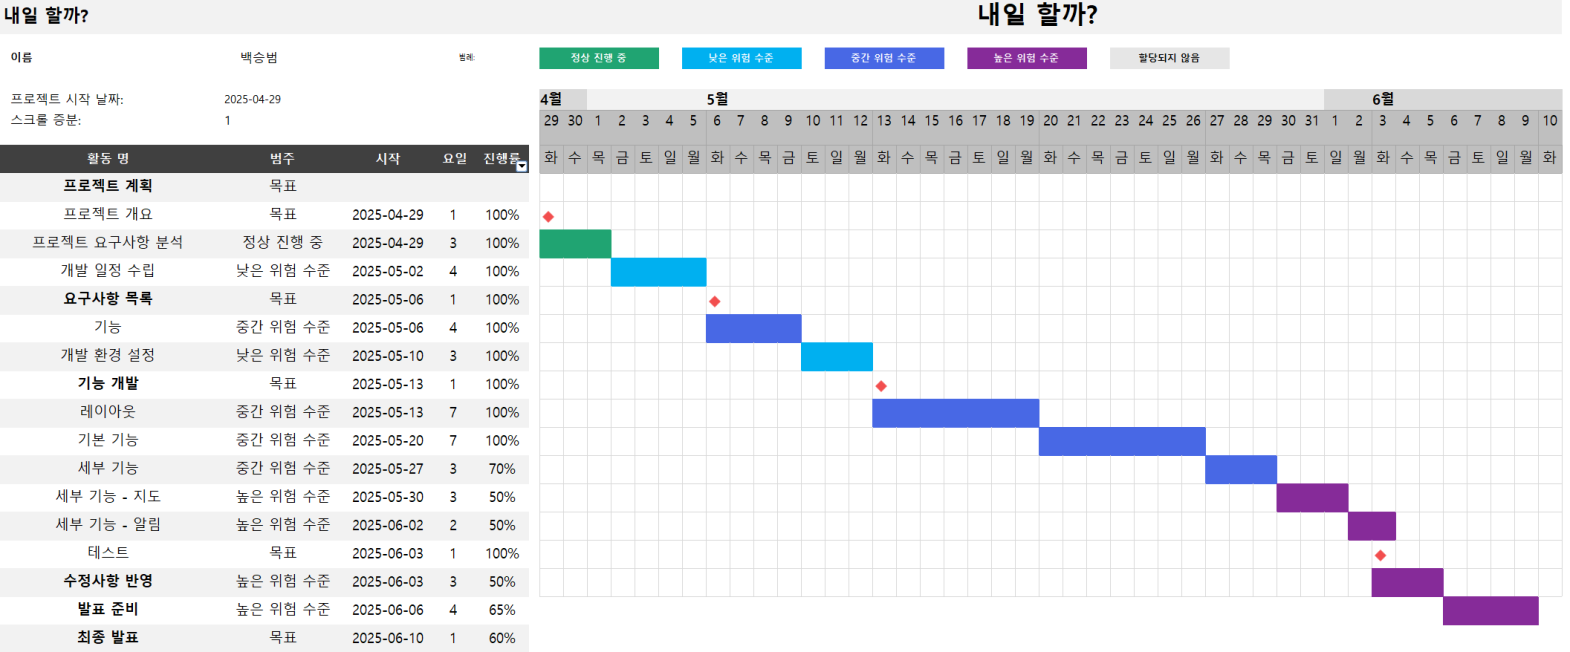 내일 할까?
내일 할까?
이름 백승범 범례:
정상 진행 중 낮은 위험 수준 중간 위험 수준 높은 위험 수준 할당되지 않음
프로젝트 시작 날짜: 2025-04-29
스크롤 증분: 1
4월 5월 6월
29 30 1 2 3 4 5 6 7 8 9 10 11 12 13 14 15 16 17 18 19 20 21 22 23 24 25 26 27 28 29 30 31 1 2 3 4 5 6 7 8 9 10
활동 명 범주 시작 요일 진행률
화 수 목 금 토 일 월 화 수 목 금 토 일 월 화 수 목 금 토 일 월 화 수 목 금 토 일 월 화 수 목 금 토 일 월 화 수 목 금 토 일 월 화
프로젝트 계획 목표
프로젝트 개요 목표 2025-04-29 1 100%
프로젝트 요구사항 분석 정상 진행 중 2025-04-29 3 100%
개발 일정 수립 낮은 위험 수준 2025-05-02 4 100%
요구사항 목록 목표 2025-05-06 1 100%
기능 중간 위험 수준 2025-05-06 4 100%
개발 환경 설정 낮은 위험 수준 2025-05-10 3 100%
기능 개발 목표 2025-05-13 1 100%
레이아웃 중간 위험 수준 2025-05-13 7 100%
기본 기능 중간 위험 수준 2025-05-20 7 100%
세부 기능 중간 위험 수준 2025-05-27 3 70%
세부 기능 - 지도 높은 위험 수준 2025-05-30 3 50%
세부 기능 - 알림 높은 위험 수준 2025-06-02 2 50%
테스트 목표 2025-06-03 1 100%
수정사항 반영 높은 위험 수준 2025-06-03 3 50%
발표 준비 높은 위험 수준 2025-06-06 4 65%
최종 발표 목표 2025-06-10 1 60%